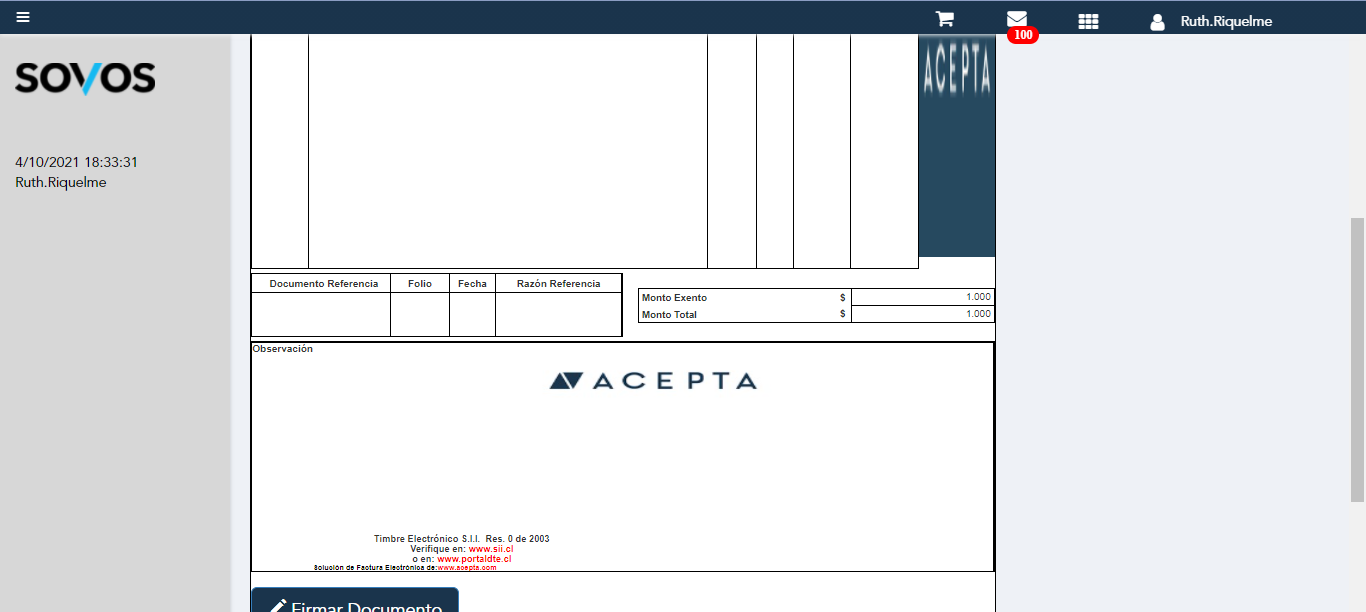 Ruth.Riquelme
100
SOVOS
ACEPTA
4/10/2021 18:33:31
Ruth.Riquelme
Documento Referencia Folio Fecha Razón Referencia
Monto Exento $ 1.000
Monto Total $ 1.000
Observación
ACEPTA
Timbre Electrónico S.I.I. Res. 0 de 2003
Verifique en: www.sii.cl
o en: www.portaldte.cl
Solución de Factura Electrónica de:www.acepta.com
Firmar Documento